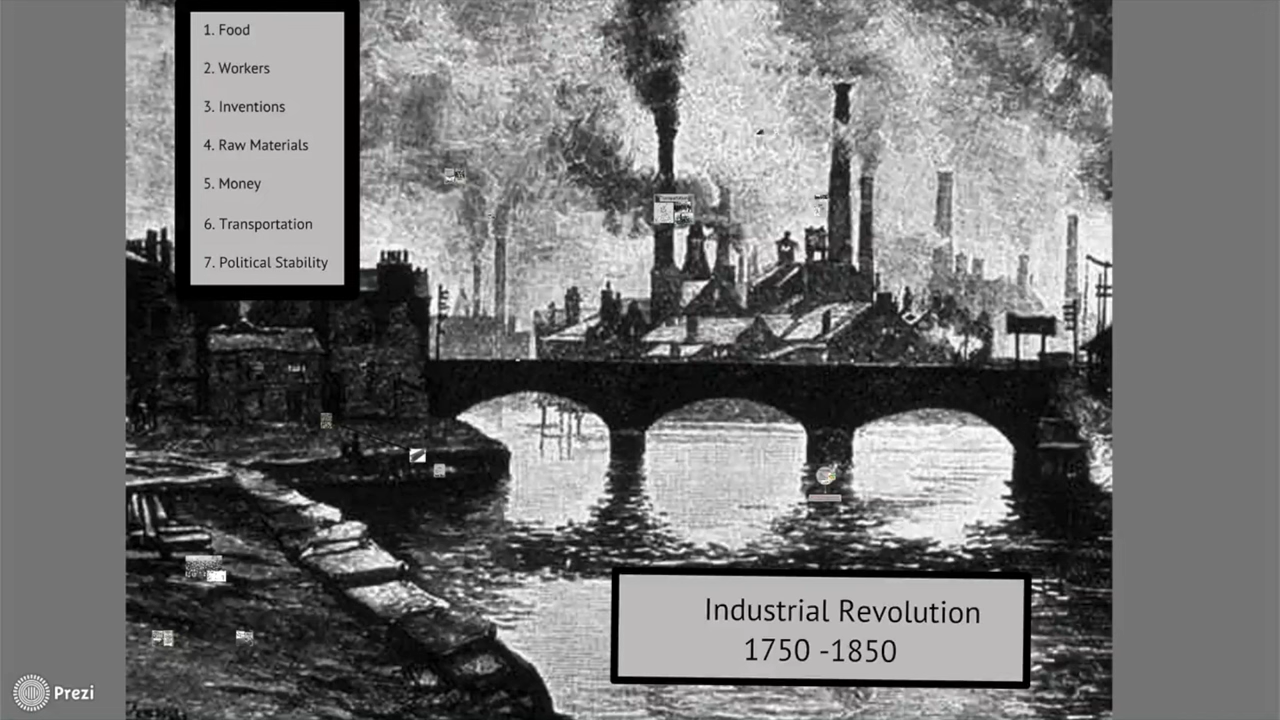 1. Food
2. Workers
3. Inventions
4. Raw Materials
5. Money
6. Transportation
7. Political Stability
Industrial Revolution
1750 -1850
Prezi